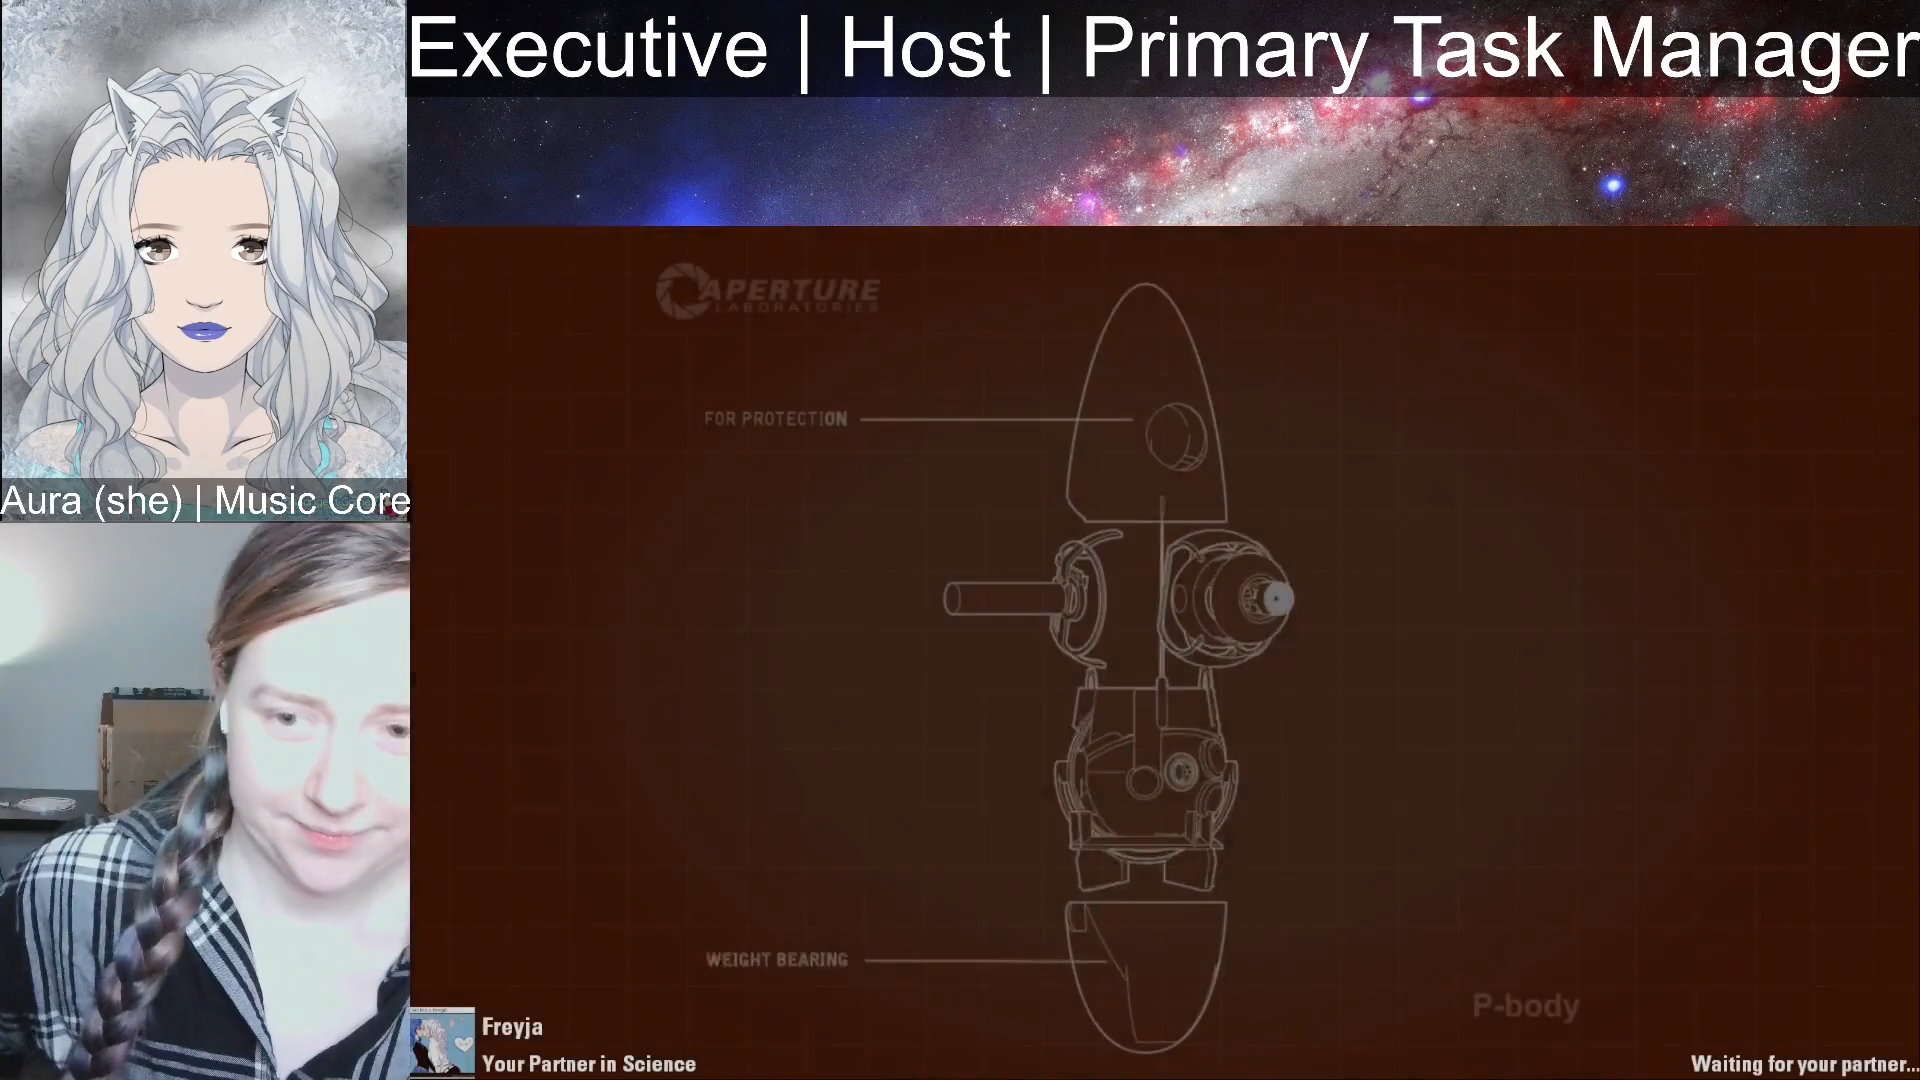 Executive | Host | Primary Task Manager
APERTURE
LABORATORIES
FOR PROTECTION
Aura (she) | Music Core
WEIGHT BEARING
P-body
Freyja
Your Partner in Science
Waiting for your partner...